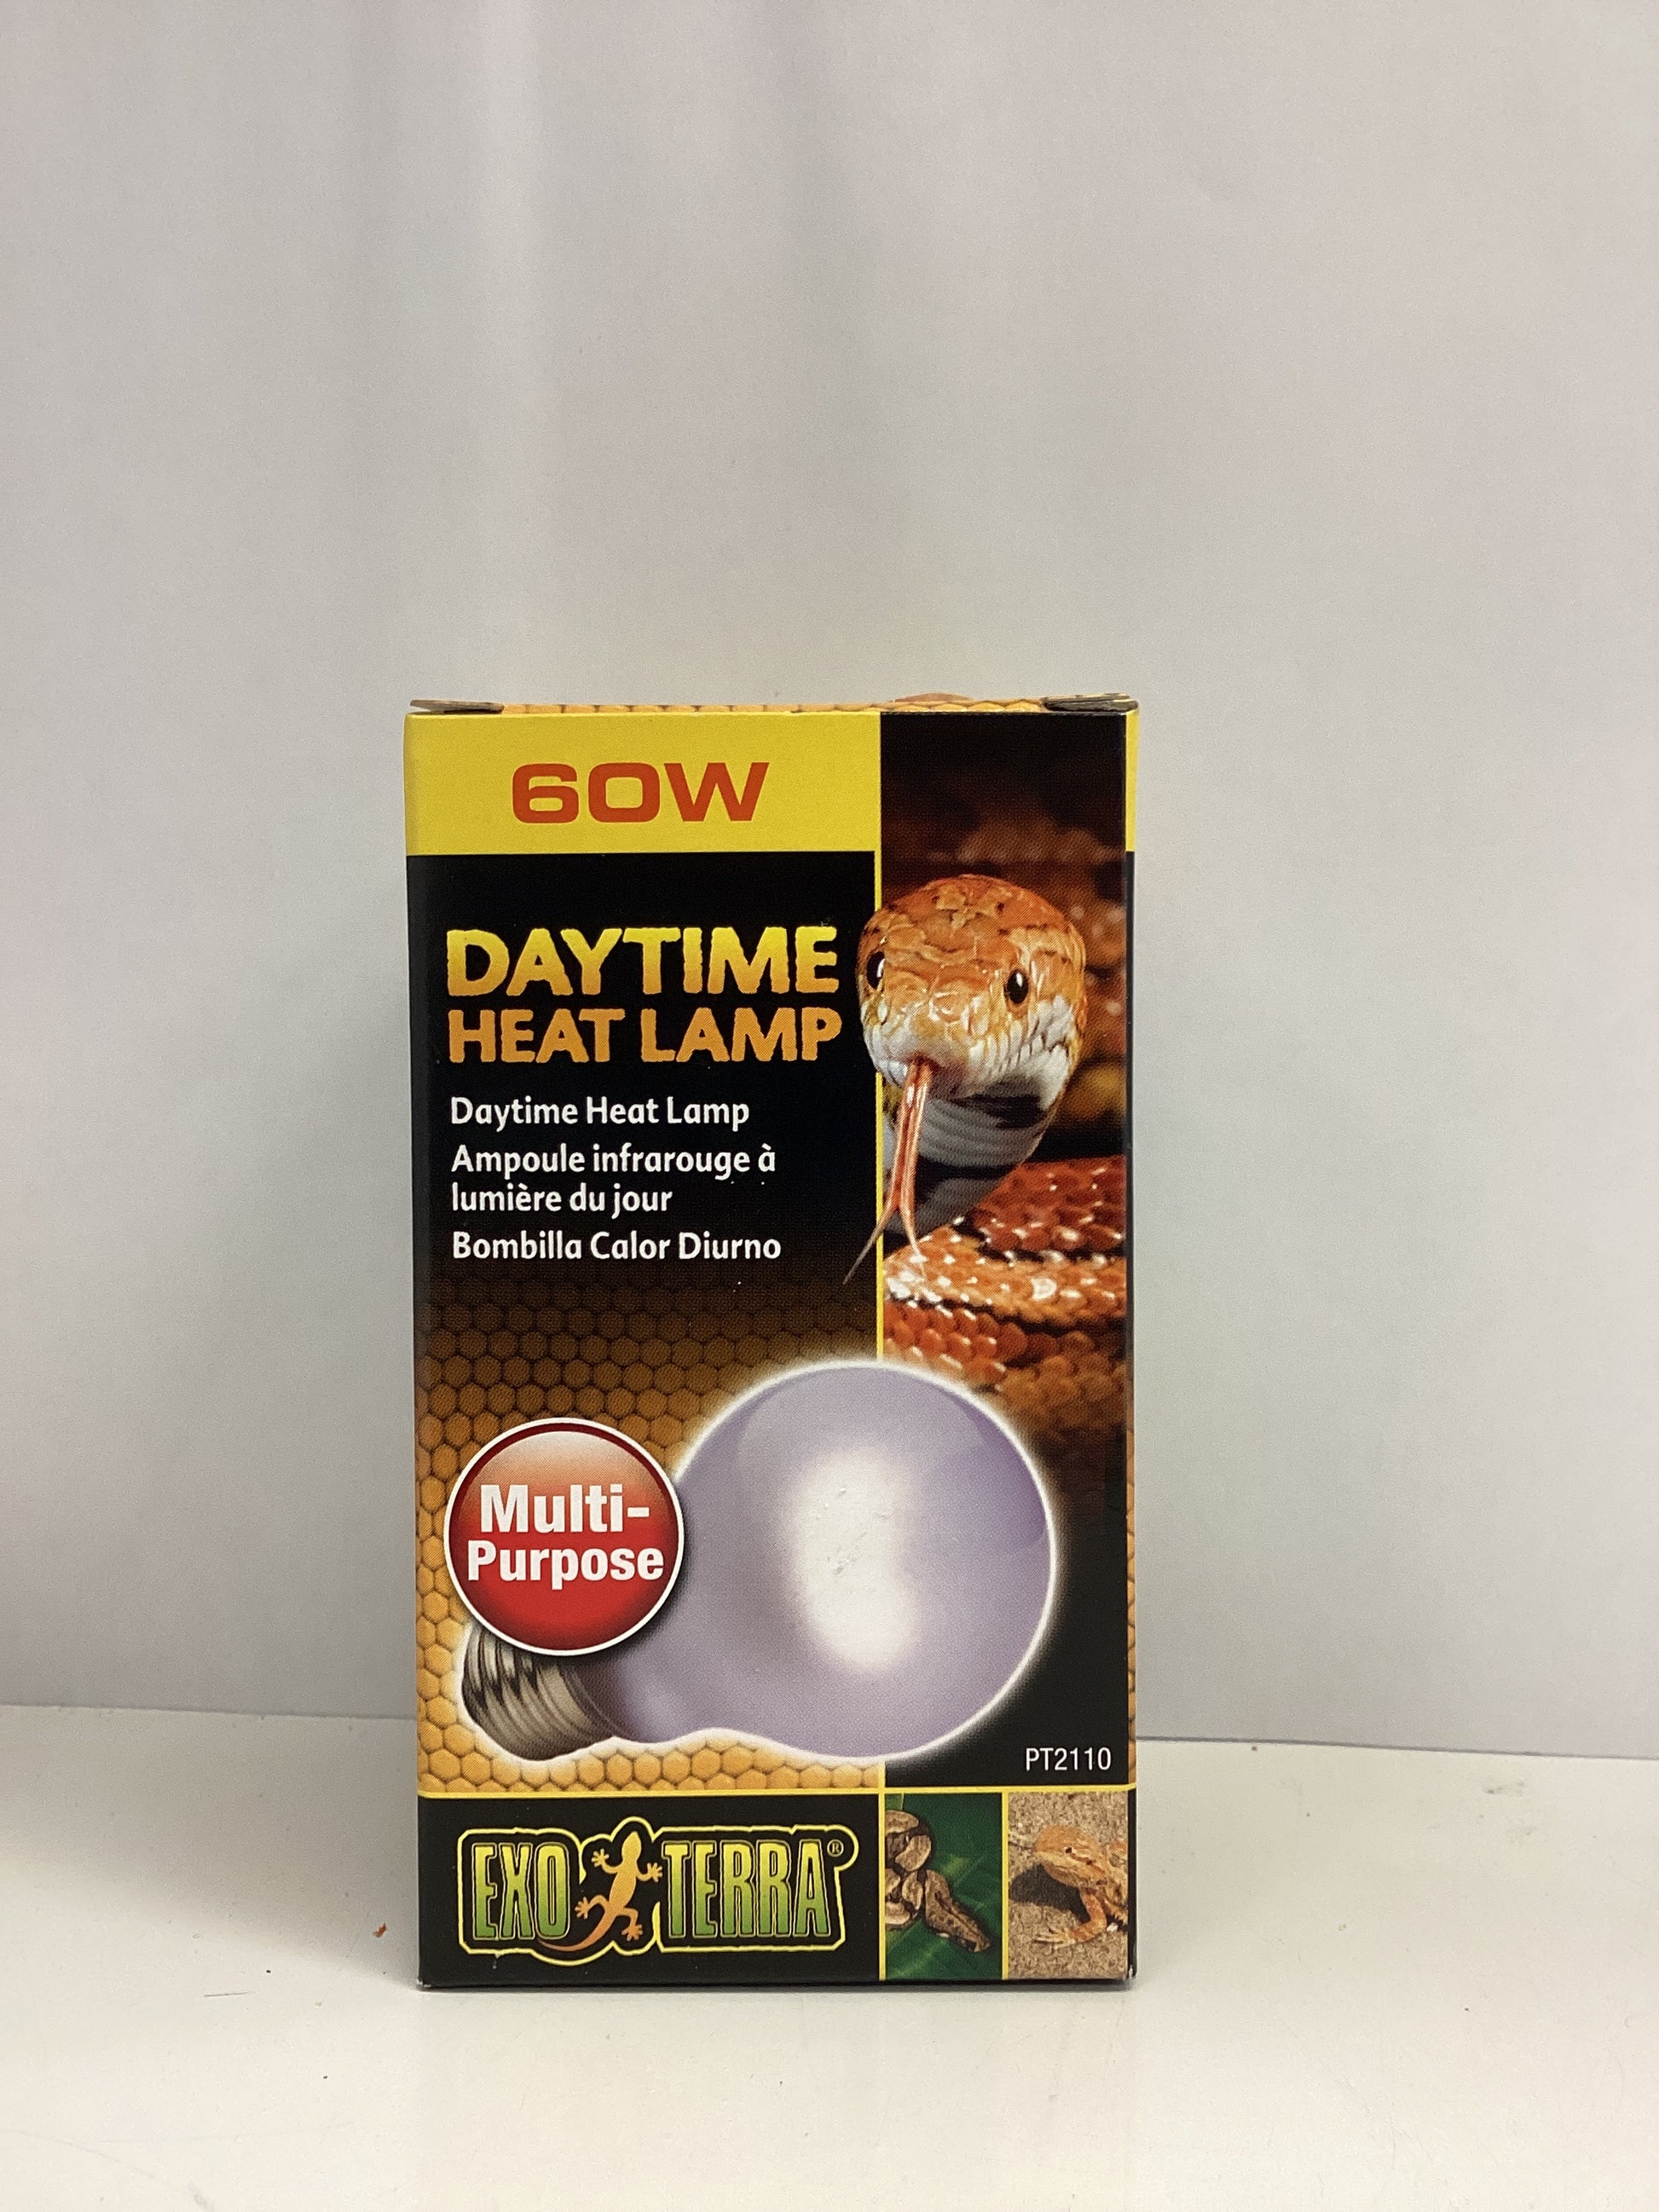 60W
DAYTIME
HEAT LAMP
Daytime Heat Lamp
Ampoule infrarouge à
lumière du jour
Bombilla Calor Diurno
Multi-
Purpose
PT2110
EXO TERRA®